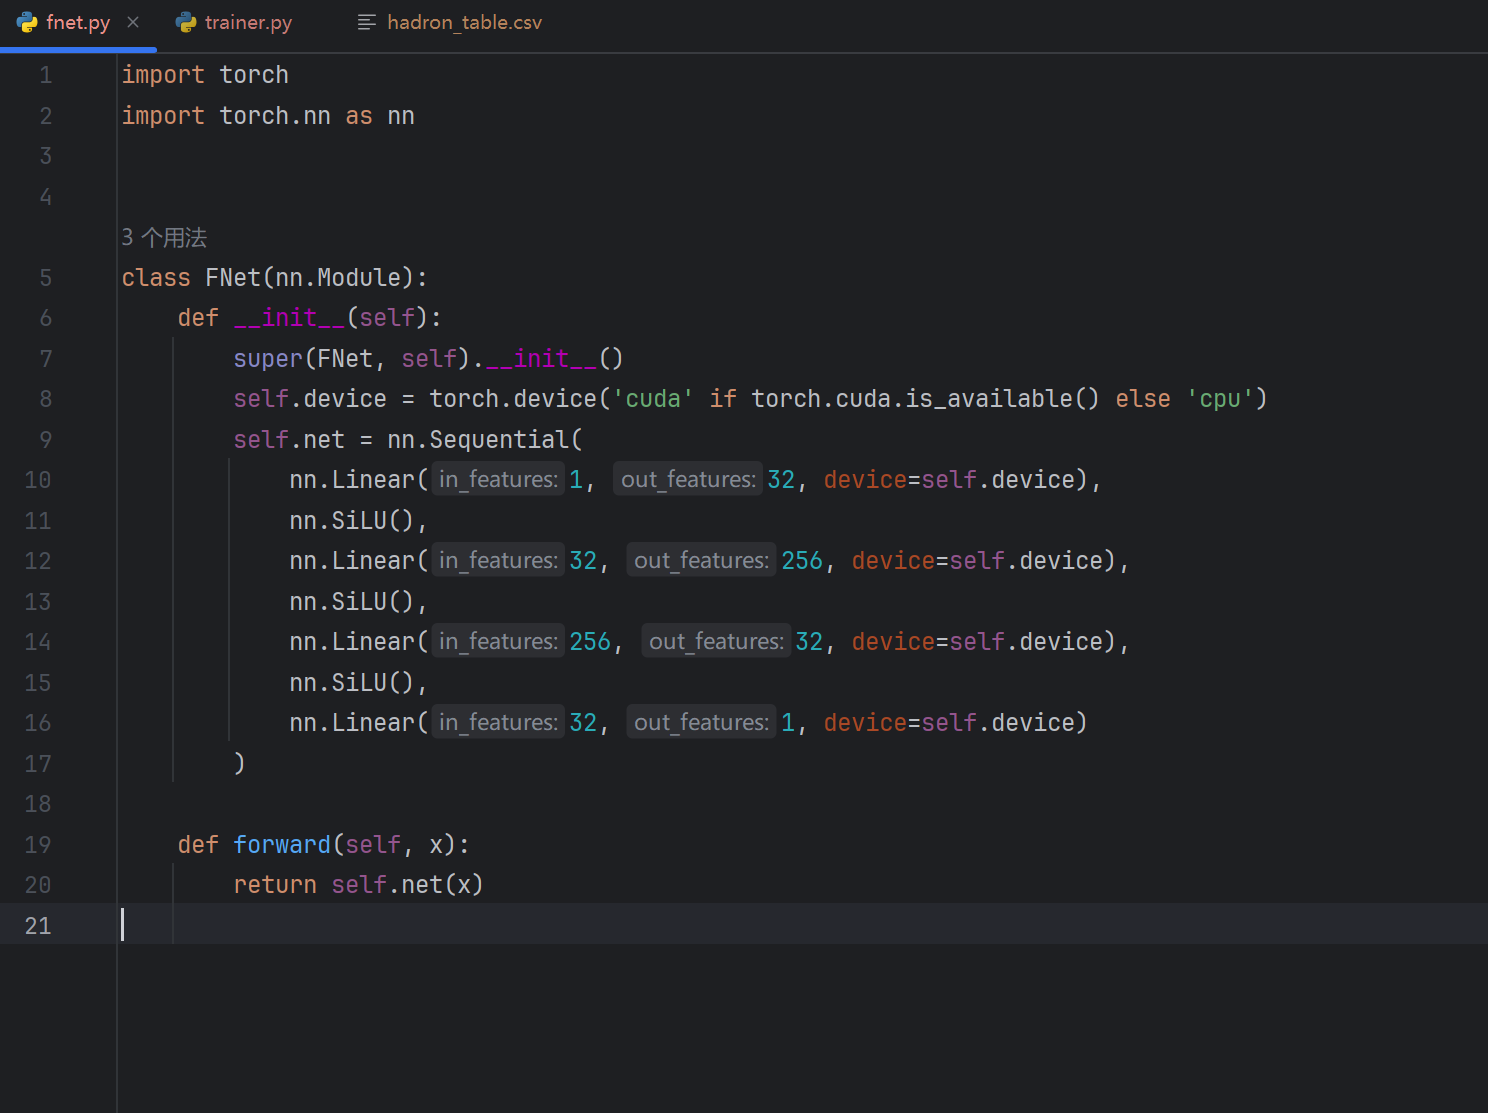 fnet.py trainer.py hadron_table.csv
1 import torch
2 import torch.nn as nn
3
4
3 个用法
5 class FNet(nn.Module):
6 def __init__(self):
7 super(FNet, self).__init__()
8 self.device = torch.device('cuda' if torch.cuda.is_available() else 'cpu')
9 self.net = nn.Sequential(
10 nn.Linear( in_features: 1, out_features: 32, device=self.device),
11 nn.SiLU(),
12 nn.Linear( in_features: 32, out_features: 256, device=self.device),
13 nn.SiLU(),
14 nn.Linear( in_features: 256, out_features: 32, device=self.device),
15 nn.SiLU(),
16 nn.Linear( in_features: 32, out_features: 1, device=self.device)
17 )
18
19 def forward(self, x):
20 return self.net(x)
21